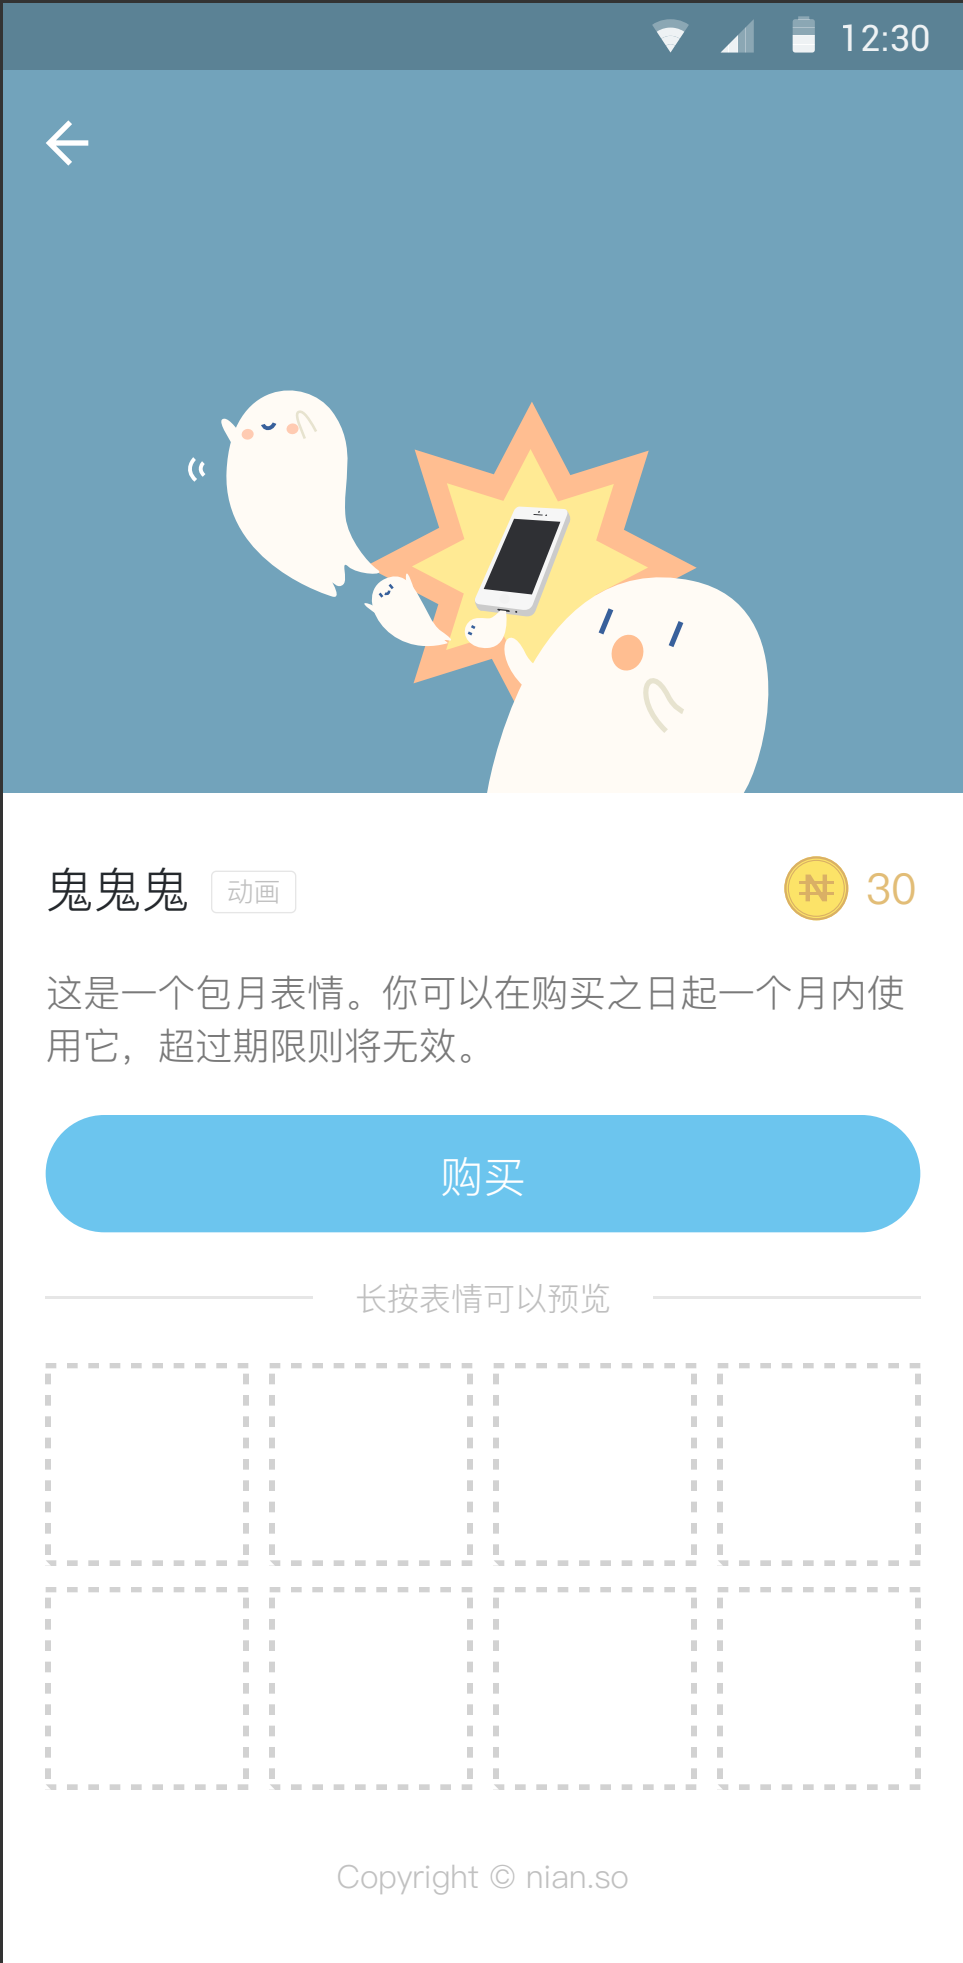 12:30
鬼鬼鬼 动画 30
这是一个包月表情。你可以在购买之日起一个月内使
用它，超过期限则将无效。
购买
长按表情可以预览
Copyright © nian.so